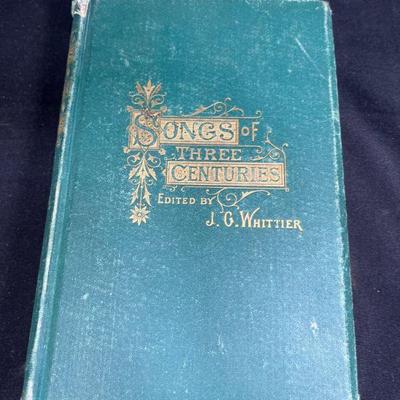 SONGS OF
THREE
CENTURIES
EDITED BY
J. G. WHITTIER